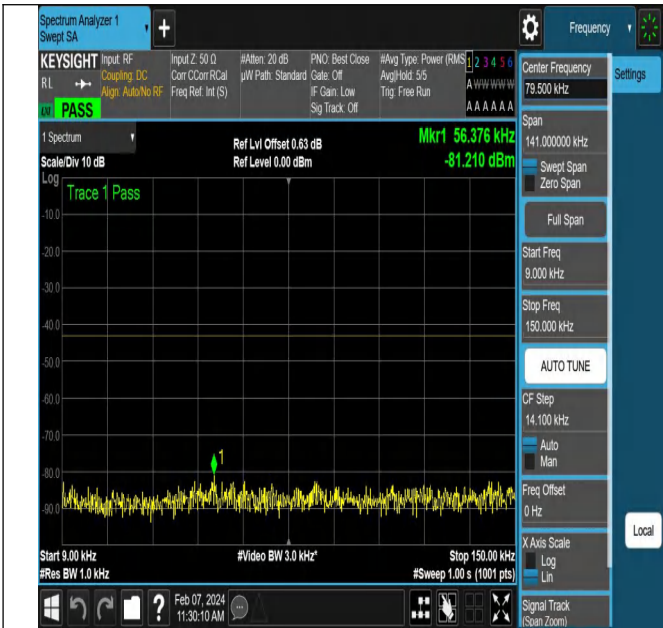 Spectrum Analyzer 1
Swept SA
+
Frequency
KEYSIGHT
RL
PASS
Input: RF
Coupling: DC
Align: Auto/No RF
Input Z: 50 Ω
Corr CCorr RCal
Freq Ref: Int (S)
#Atten: 20 dB
µW Path: Standard
PNO: Best Close
Gate: Off
IF Gain: Low
Sig Track: Off
#Avg Type: Power (RMS
Avg|Hold: 5/5
Trig: Free Run
1 2 3 4 5 6
A W W W W W
A A A A A A
1 Spectrum
Scale/Div 10 dB
Ref Lvl Offset 0.63 dB
Ref Level 0.00 dBm
Mkr1 56.376 kHz
-81.210 dBm
Log
Trace 1 Pass
-10.0
-20.0
-30.0
-40.0
-50.0
-60.0
-70.0
-80.0
-90.0
1
Start 9.00 kHz
#Res BW 1.0 kHz
#Video BW 3.0 kHz*
Stop 150.00 kHz
#Sweep 1.00 s (1001 pts)
Center Frequency
79.500 kHz
Settings
Span
141.000000 kHz
Swept Span
Zero Span
Full Span
Start Freq
9.000 kHz
Stop Freq
150.000 kHz
AUTO TUNE
CF Step
14.100 kHz
Auto
Man
Freq Offset
0 Hz
X Axis Scale
Log
Lin
Local
Signal Track
(Span Zoom)
?
Feb 07, 2024
11:30:10 AM